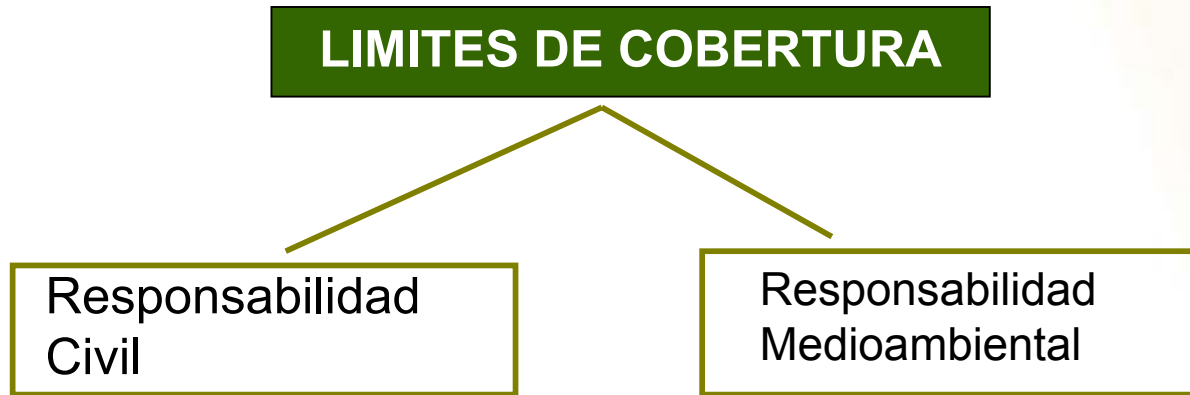 LIMITES DE COBERTURA
Responsabilidad
Civil
Responsabilidad
Medioambiental